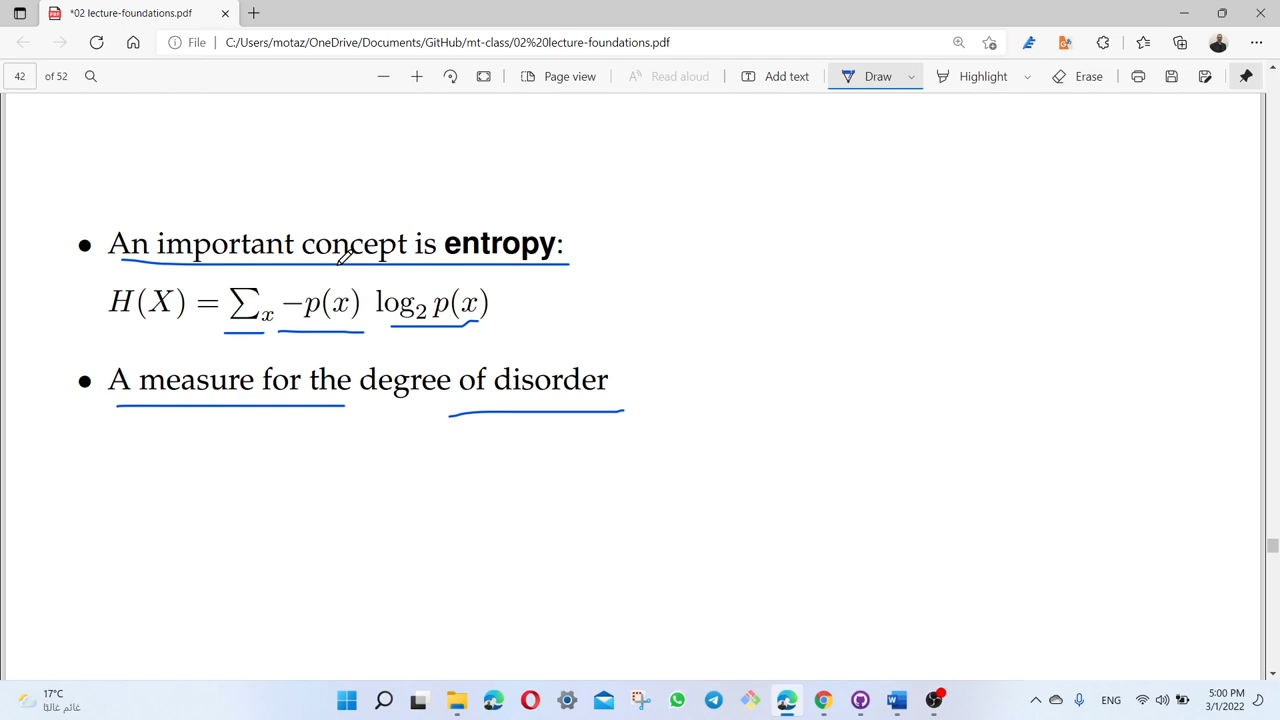 *02 lecture-foundations.pdf
File C:/Users/motaz/OneDrive/Documents/GitHub/mt-class/02%20lecture-foundations.pdf
42 of 52 Page view Read aloud Add text Draw Highlight Erase
• An important concept is entropy:
H(X) = ∑ₓ −p(x) log₂ p(x)
• A measure for the degree of disorder
17°C
غائم غالبًا
ENG
5:00 PM
3/1/2022